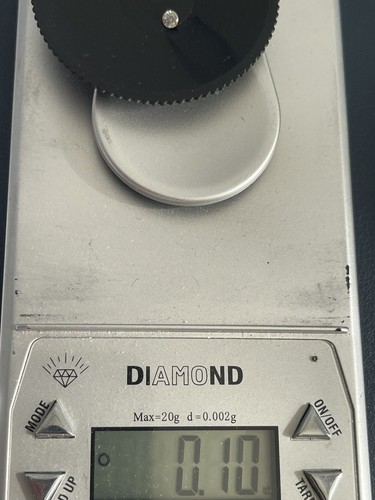 DIAMOND
Max=20g d=0.002g
MODE
ON/OFF
0.10